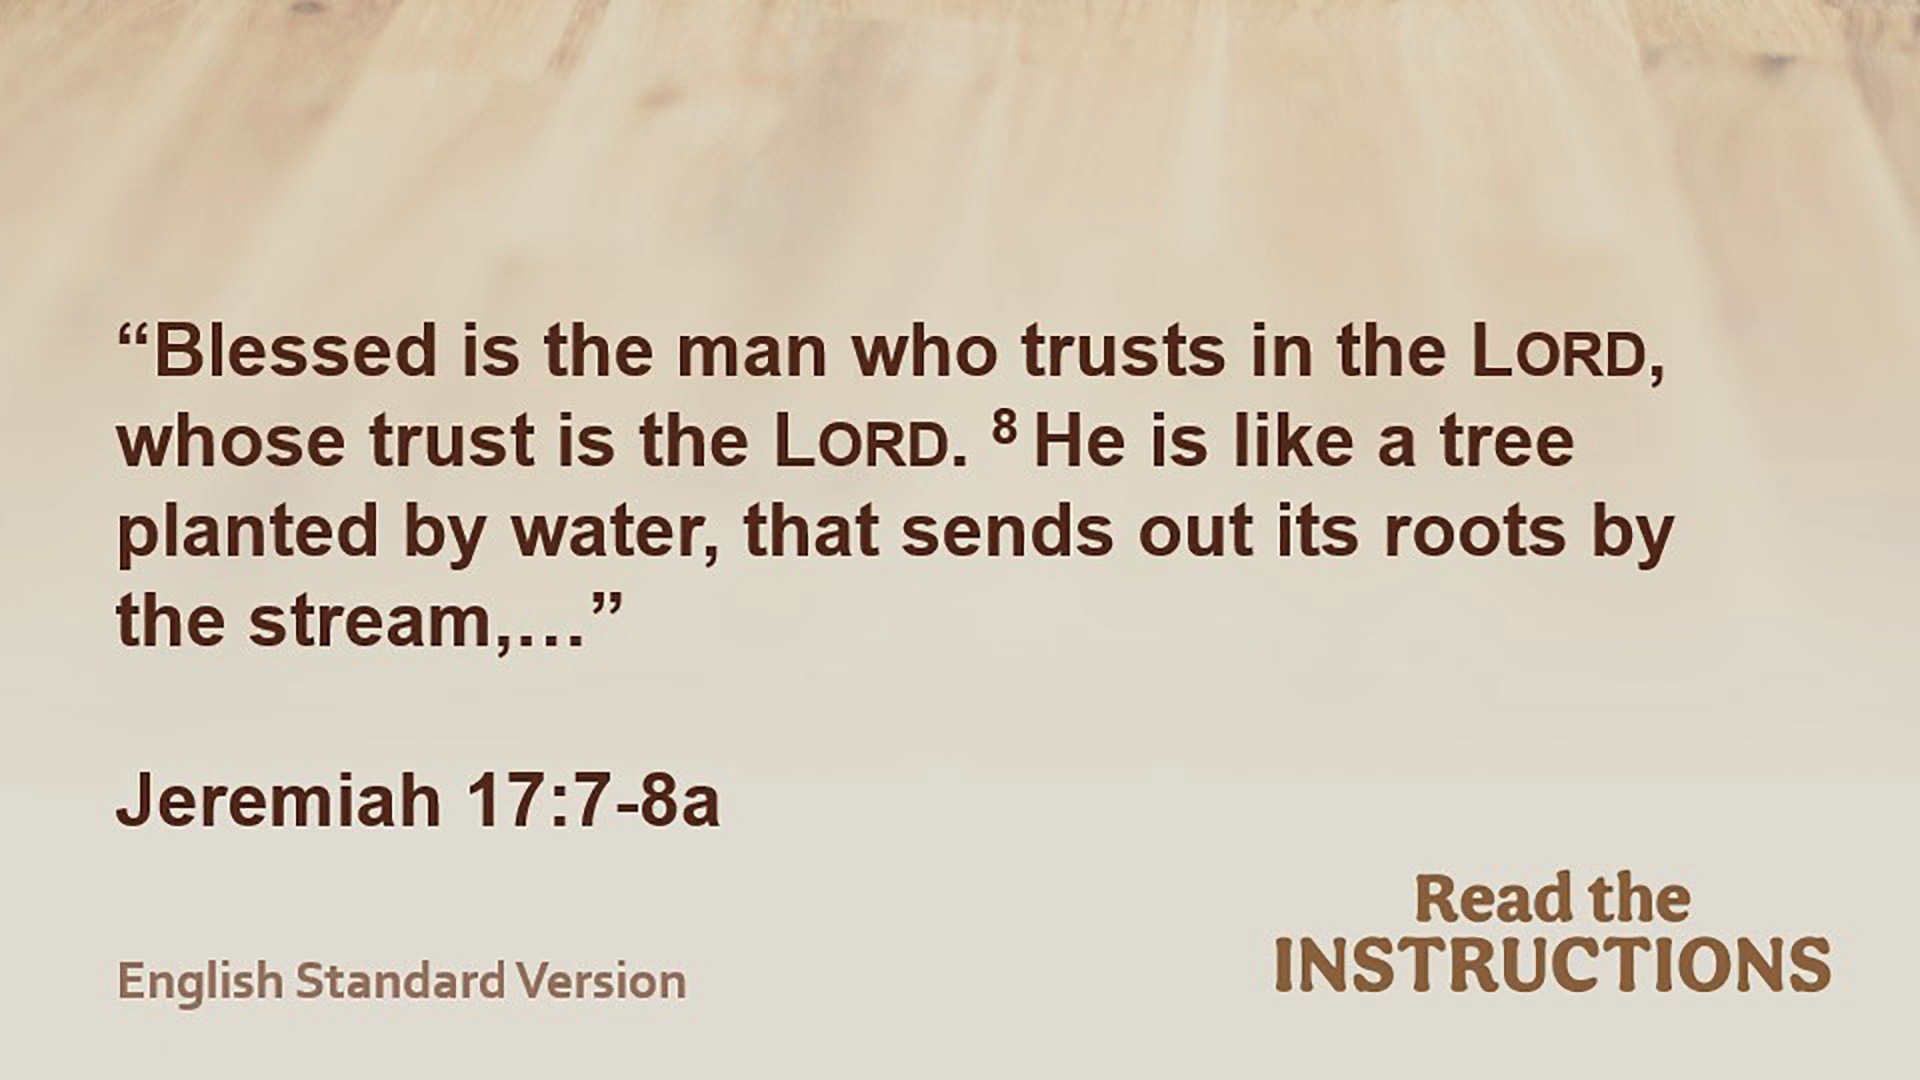 “Blessed is the man who trusts in the LORD,
whose trust is the LORD. ⁸ He is like a tree
planted by water, that sends out its roots by
the stream,…”
Jeremiah 17:7-8a
English Standard Version
Read the
INSTRUCTIONS